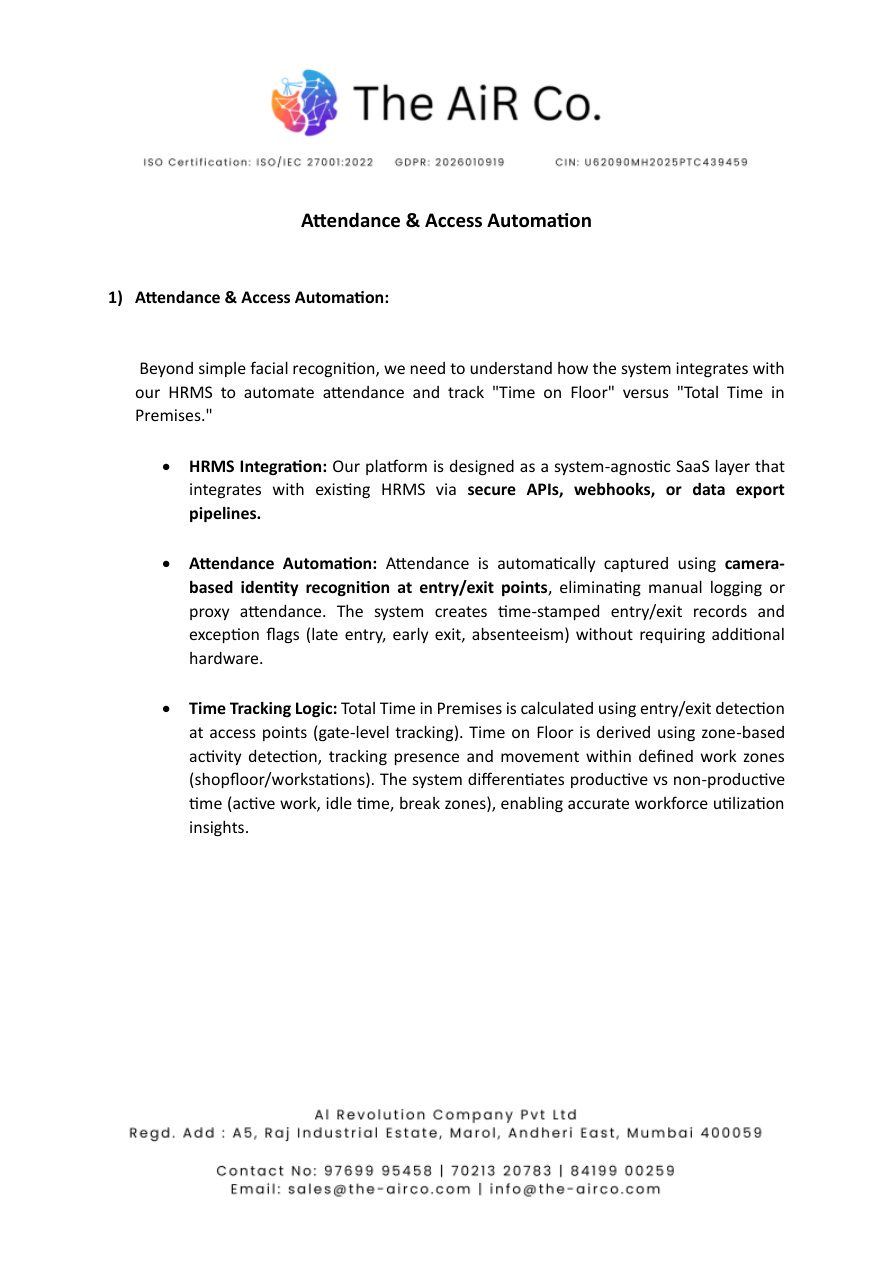 The AiR Co.
ISO Certification: ISO/IEC 27001:2022 GDPR: 2026010919 CIN: U62090MH2025PTC439459
Attendance & Access Automation
1) Attendance & Access Automation:
Beyond simple facial recognition, we need to understand how the system integrates with
our HRMS to automate attendance and track "Time on Floor" versus "Total Time in
Premises."
• HRMS Integration: Our platform is designed as a system-agnostic SaaS layer that
integrates with existing HRMS via secure APIs, webhooks, or data export
pipelines.
• Attendance Automation: Attendance is automatically captured using camera-
based identity recognition at entry/exit points, eliminating manual logging or
proxy attendance. The system creates time-stamped entry/exit records and
exception flags (late entry, early exit, absenteeism) without requiring additional
hardware.
• Time Tracking Logic: Total Time in Premises is calculated using entry/exit detection
at access points (gate-level tracking). Time on Floor is derived using zone-based
activity detection, tracking presence and movement within defined work zones
(shopfloor/workstations). The system differentiates productive vs non-productive
time (active work, idle time, break zones), enabling accurate workforce utilization
insights.
AI Revolution Company Pvt Ltd
Regd. Add : A5, Raj Industrial Estate, Marol, Andheri East, Mumbai 400059
Contact No: 97699 95458 | 70213 20783 | 84199 00259
Email: sales@the-airco.com | info@the-airco.com